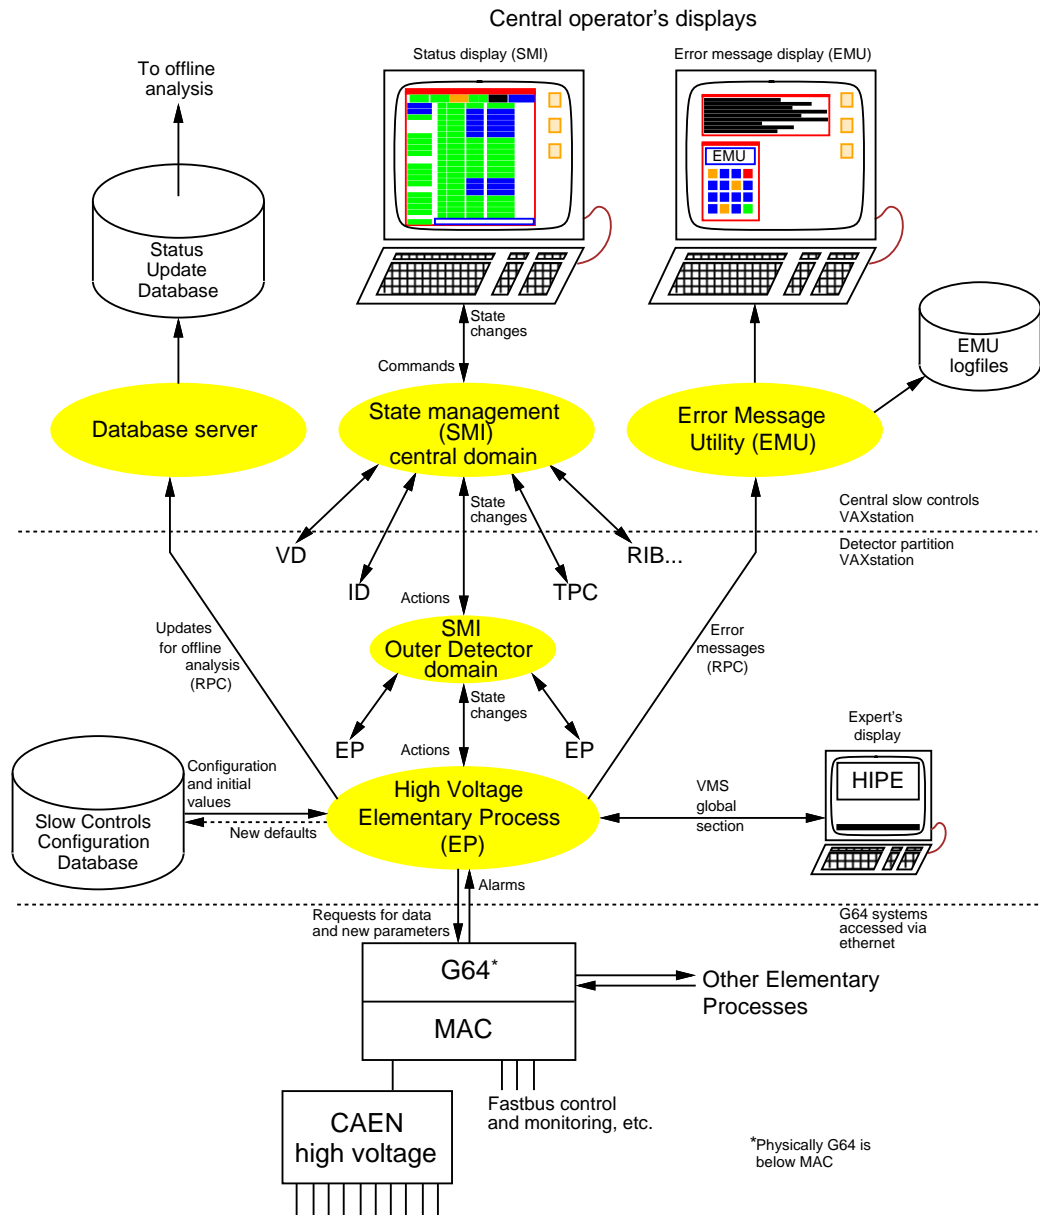 Central operator's displays
Status display (SMI)
Error message display (EMU)
To offline
analysis
EMU
Status
Update
Database
State
changes
Commands
EMU
logfiles
Database server
State management
(SMI)
central domain
Error Message
Utility (EMU)
State
changes
Central slow controls
VAXstation
Detector partition
VAXstation
VD
ID
TPC
RIB...
Actions
SMI
Outer Detector
domain
Updates
for offline
analysis
(RPC)
Error
messages
(RPC)
State
changes
EP
EP
Actions
Expert's
display
HIPE
Configuration
and initial
values
New defaults
Slow Controls
Configuration
Database
High Voltage
Elementary Process
(EP)
VMS
global
section
Alarms
Requests for data
and new parameters
G64 systems
accessed via
ethernet
G64*
MAC
Other Elementary
Processes
Fastbus control
and monitoring, etc.
CAEN
high voltage
*Physically G64 is
below MAC